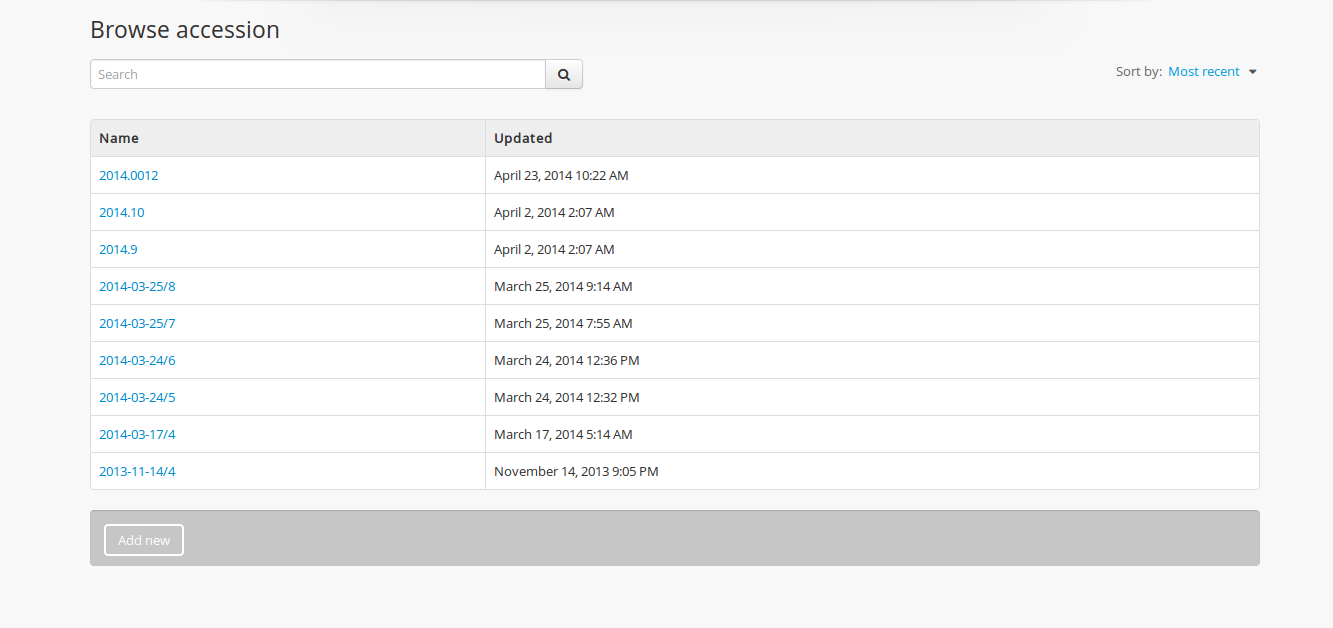 Browse accession
Search
Sort by: Most recent
Name Updated
2014.0012 April 23, 2014 10:22 AM
2014.10 April 2, 2014 2:07 AM
2014.9 April 2, 2014 2:07 AM
2014-03-25/8 March 25, 2014 9:14 AM
2014-03-25/7 March 25, 2014 7:55 AM
2014-03-24/6 March 24, 2014 12:36 PM
2014-03-24/5 March 24, 2014 12:32 PM
2014-03-17/4 March 17, 2014 5:14 AM
2013-11-14/4 November 14, 2013 9:05 PM
Add new